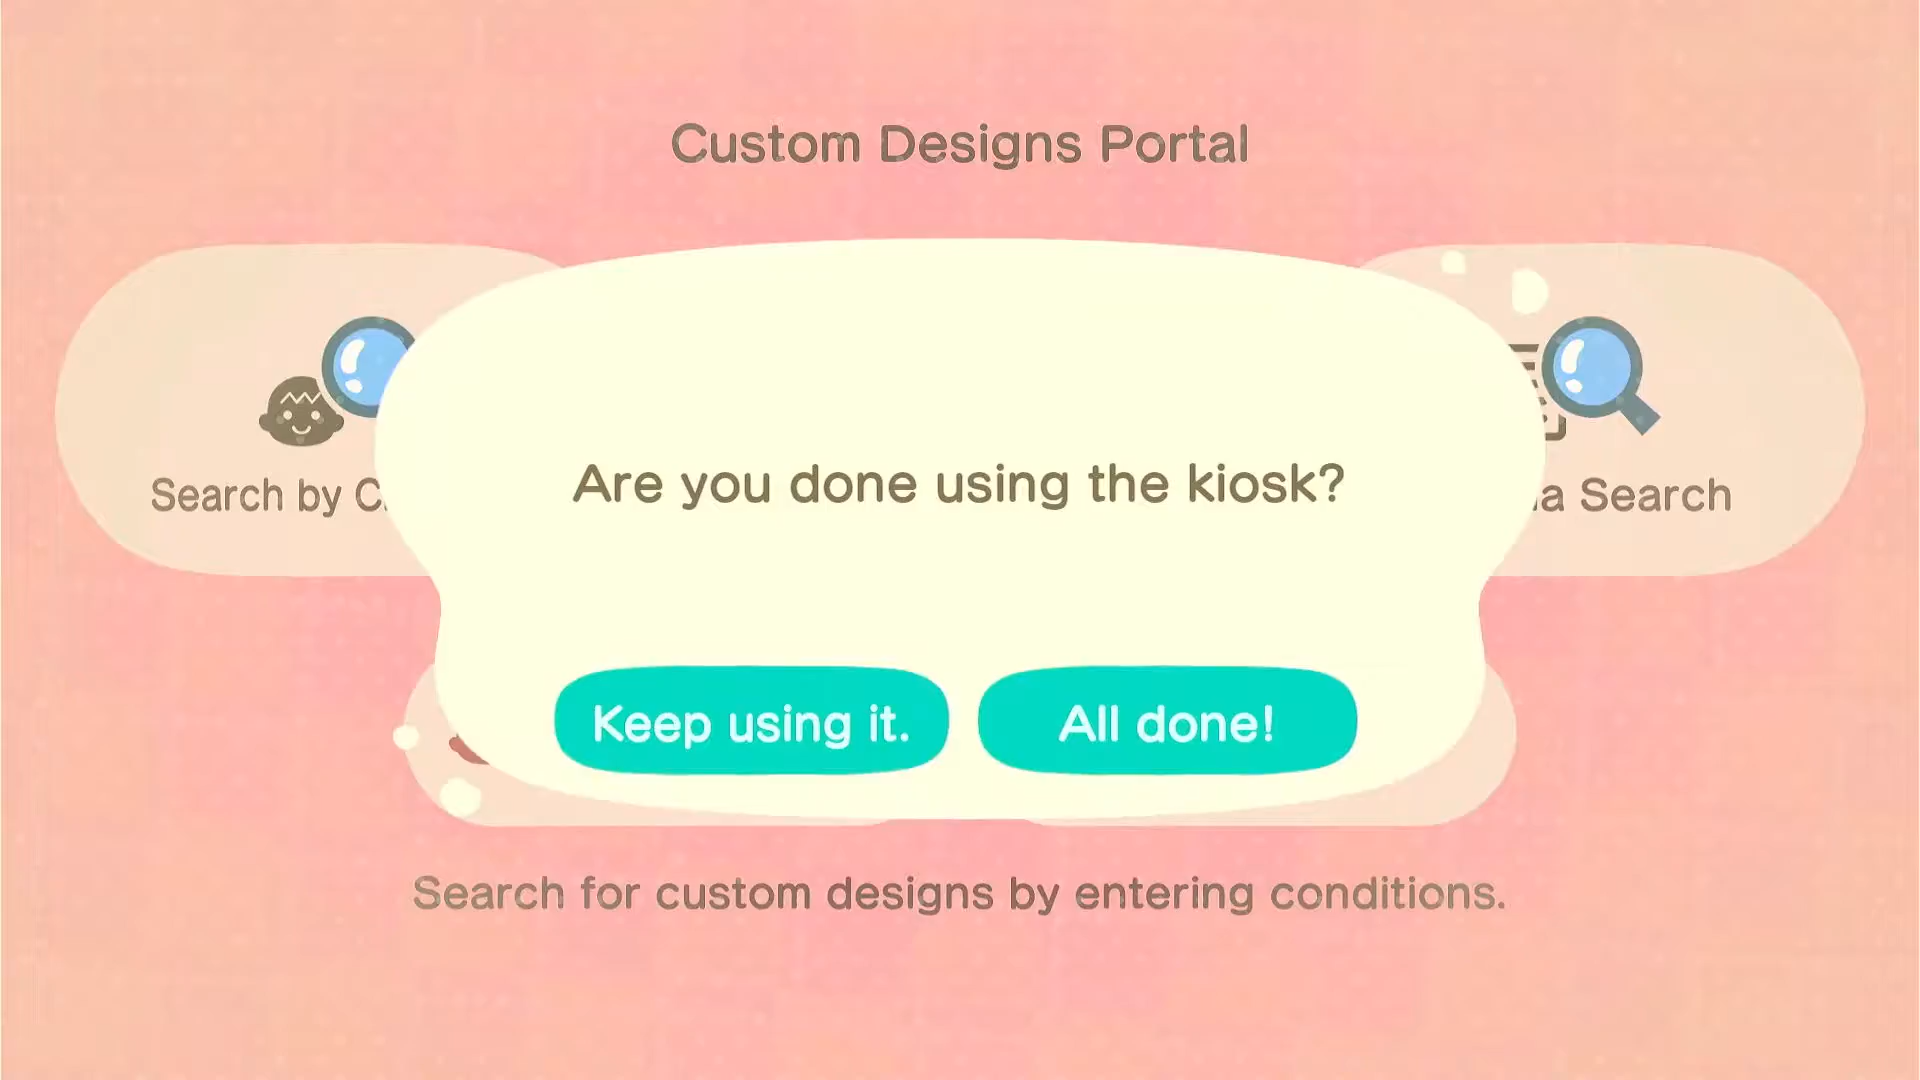 Custom Designs Portal
Search by
Search
Are you done using the kiosk?
Keep using it.
All done!
Search for custom designs by entering conditions.